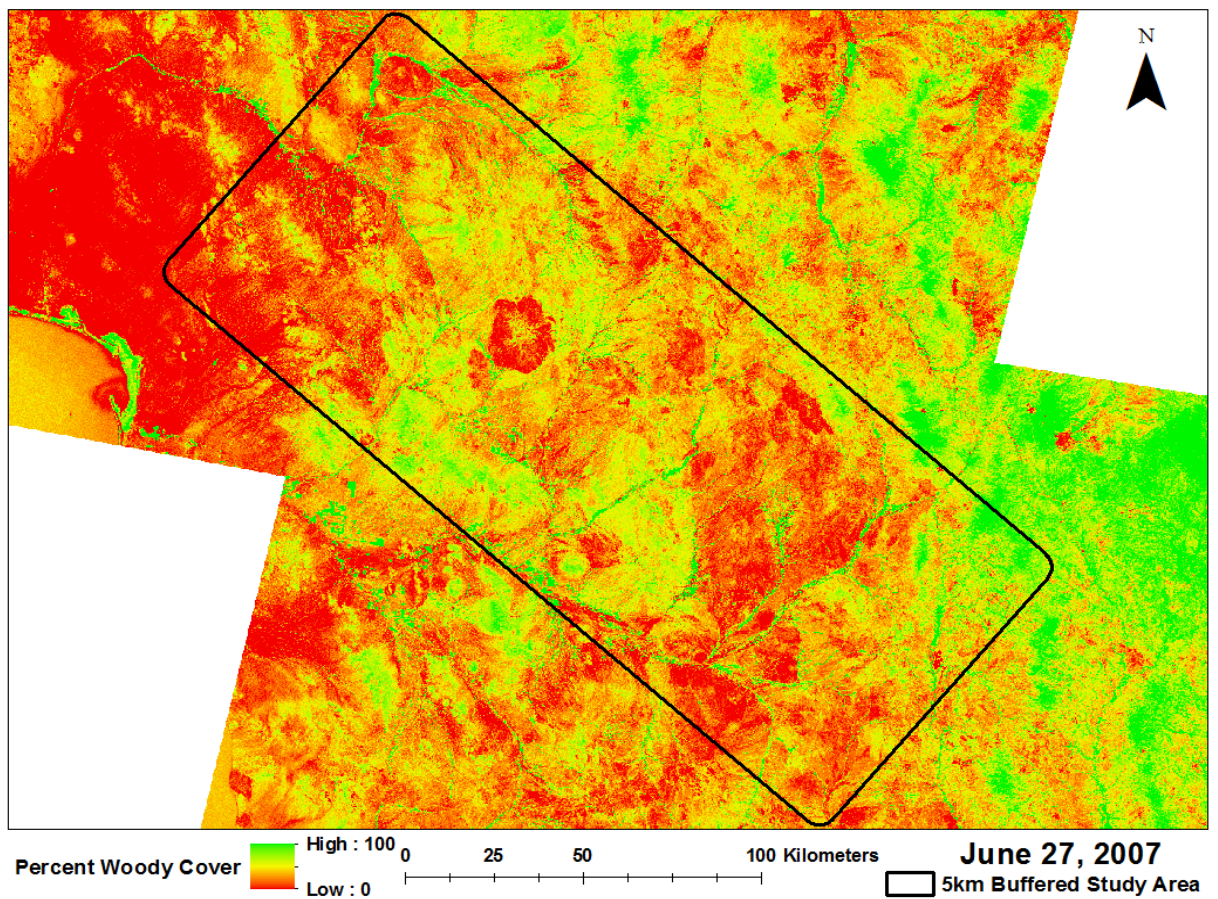 N
Percent Woody Cover
High : 100
Low : 0
0 25 50 100 Kilometers
June 27, 2007
5km Buffered Study Area